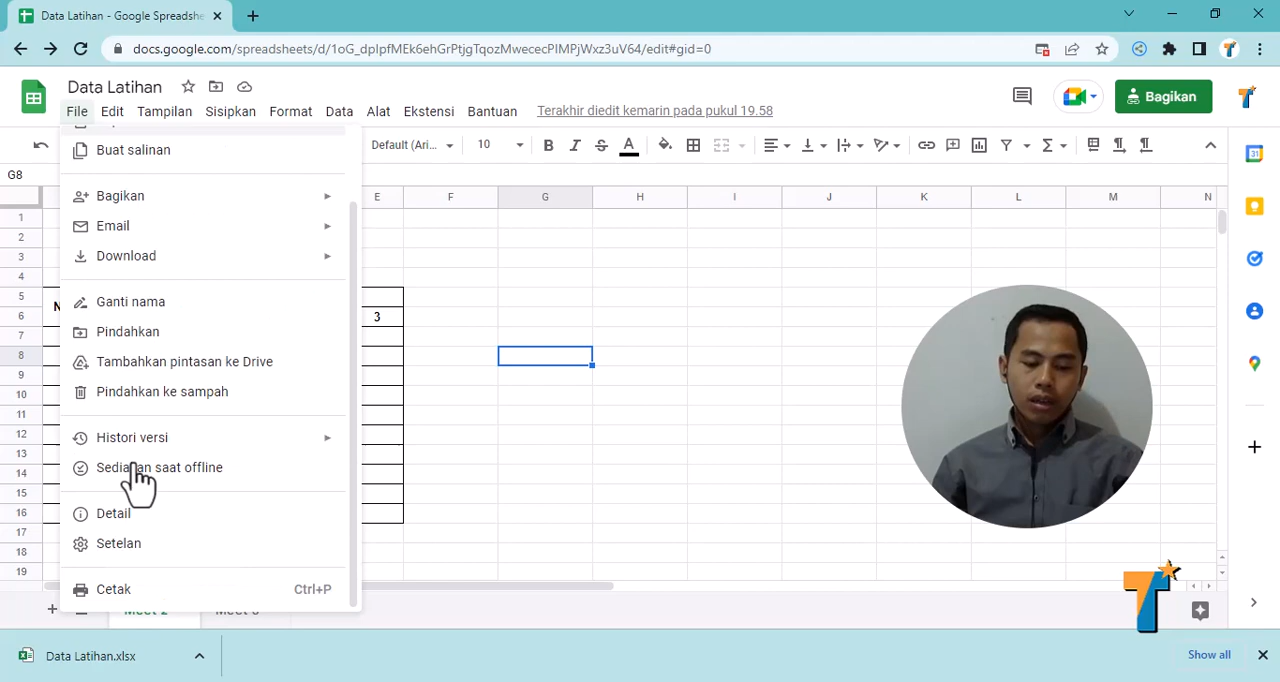 Data Latihan - Google Spreadshe
docs.google.com/spreadsheets/d/1oG_dpIpfMEk6ehGrPtjgTqozMwececPIMPjWxz3uV64/edit#gid=0
Data Latihan
File Edit Tampilan Sisipkan Format Data Alat Ekstensi Bantuan Terakhir diedit kemarin pada pukul 19.58
Bagikan
Default (Ari... 10 B I S A
G8
E F G H I J K L M N
1
2
3
4
5
6 3
7
8
9
10
11
12
13
14
15
16
17
18
19
Buat salinan
Bagikan
Email
Download
Ganti nama
Pindahkan
Tambahkan pintasan ke Drive
Pindahkan ke sampah
Histori versi
Sediakan saat offline
Detail
Setelan
Cetak Ctrl+P
31
T
Data Latihan.xlsx
Show all